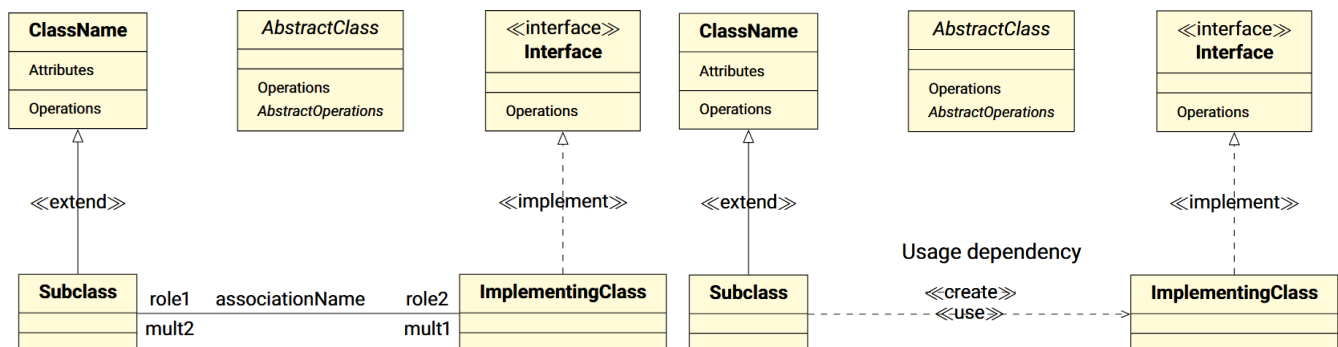 ClassName
Attributes
Operations
AbstractClass
Operations
AbstractOperations
≪interface≫
Interface
Operations
≪extend≫
≪implement≫
Subclass
role1 associationName role2
mult2 mult1
ImplementingClass
ClassName
Attributes
Operations
AbstractClass
Operations
AbstractOperations
≪interface≫
Interface
Operations
≪extend≫
≪implement≫
Usage dependency
Subclass
≪create≫
≪use≫
ImplementingClass